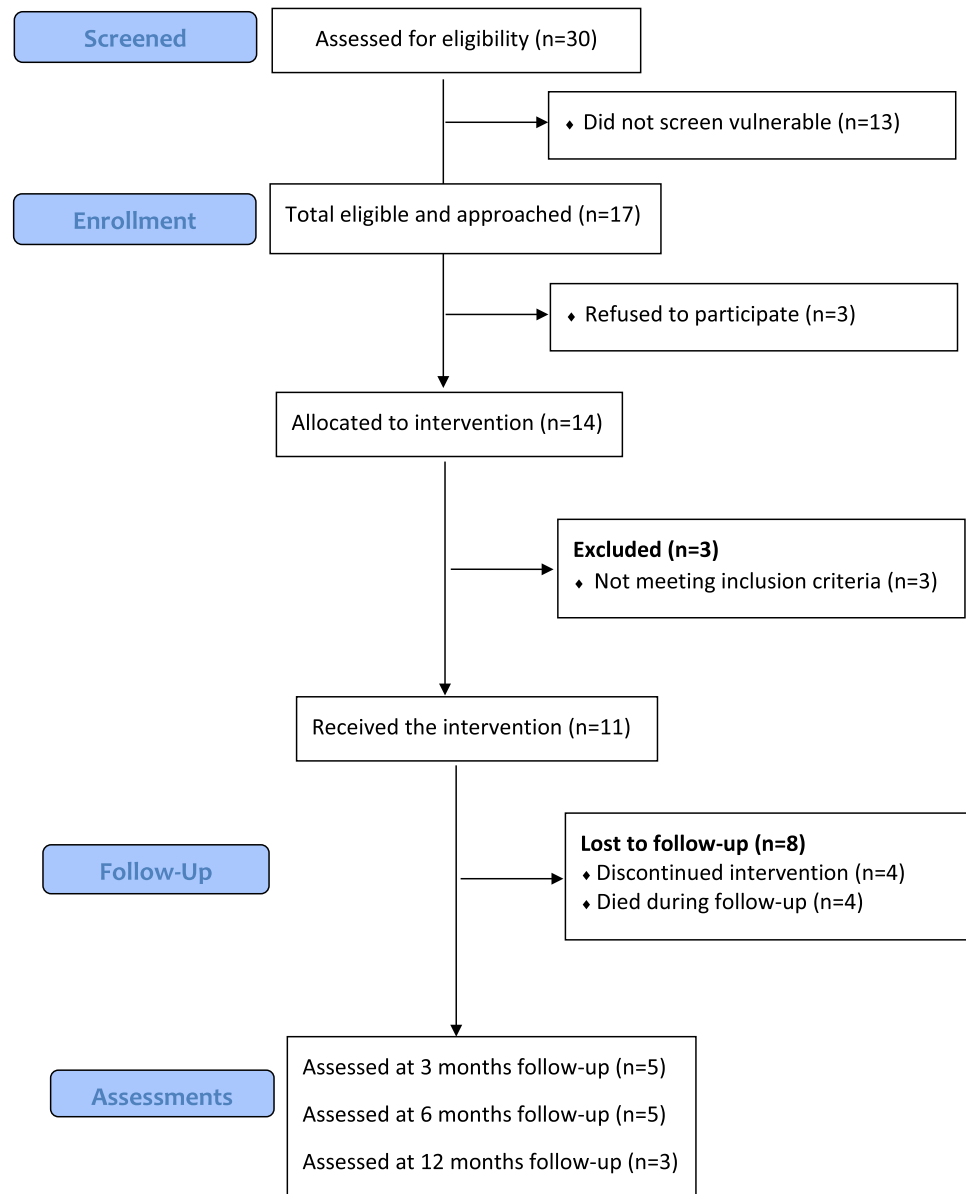 Screened
Assessed for eligibility (n=30)
⬧ Did not screen vulnerable (n=13)
Enrollment
Total eligible and approached (n=17)
⬧ Refused to participate (n=3)
Allocated to intervention (n=14)
Excluded (n=3)
⬧ Not meeting inclusion criteria (n=3)
Received the intervention (n=11)
Follow-Up
Lost to follow-up (n=8)
⬧ Discontinued intervention (n=4)
⬧ Died during follow-up (n=4)
Assessments
Assessed at 3 months follow-up (n=5)
Assessed at 6 months follow-up (n=5)
Assessed at 12 months follow-up (n=3)